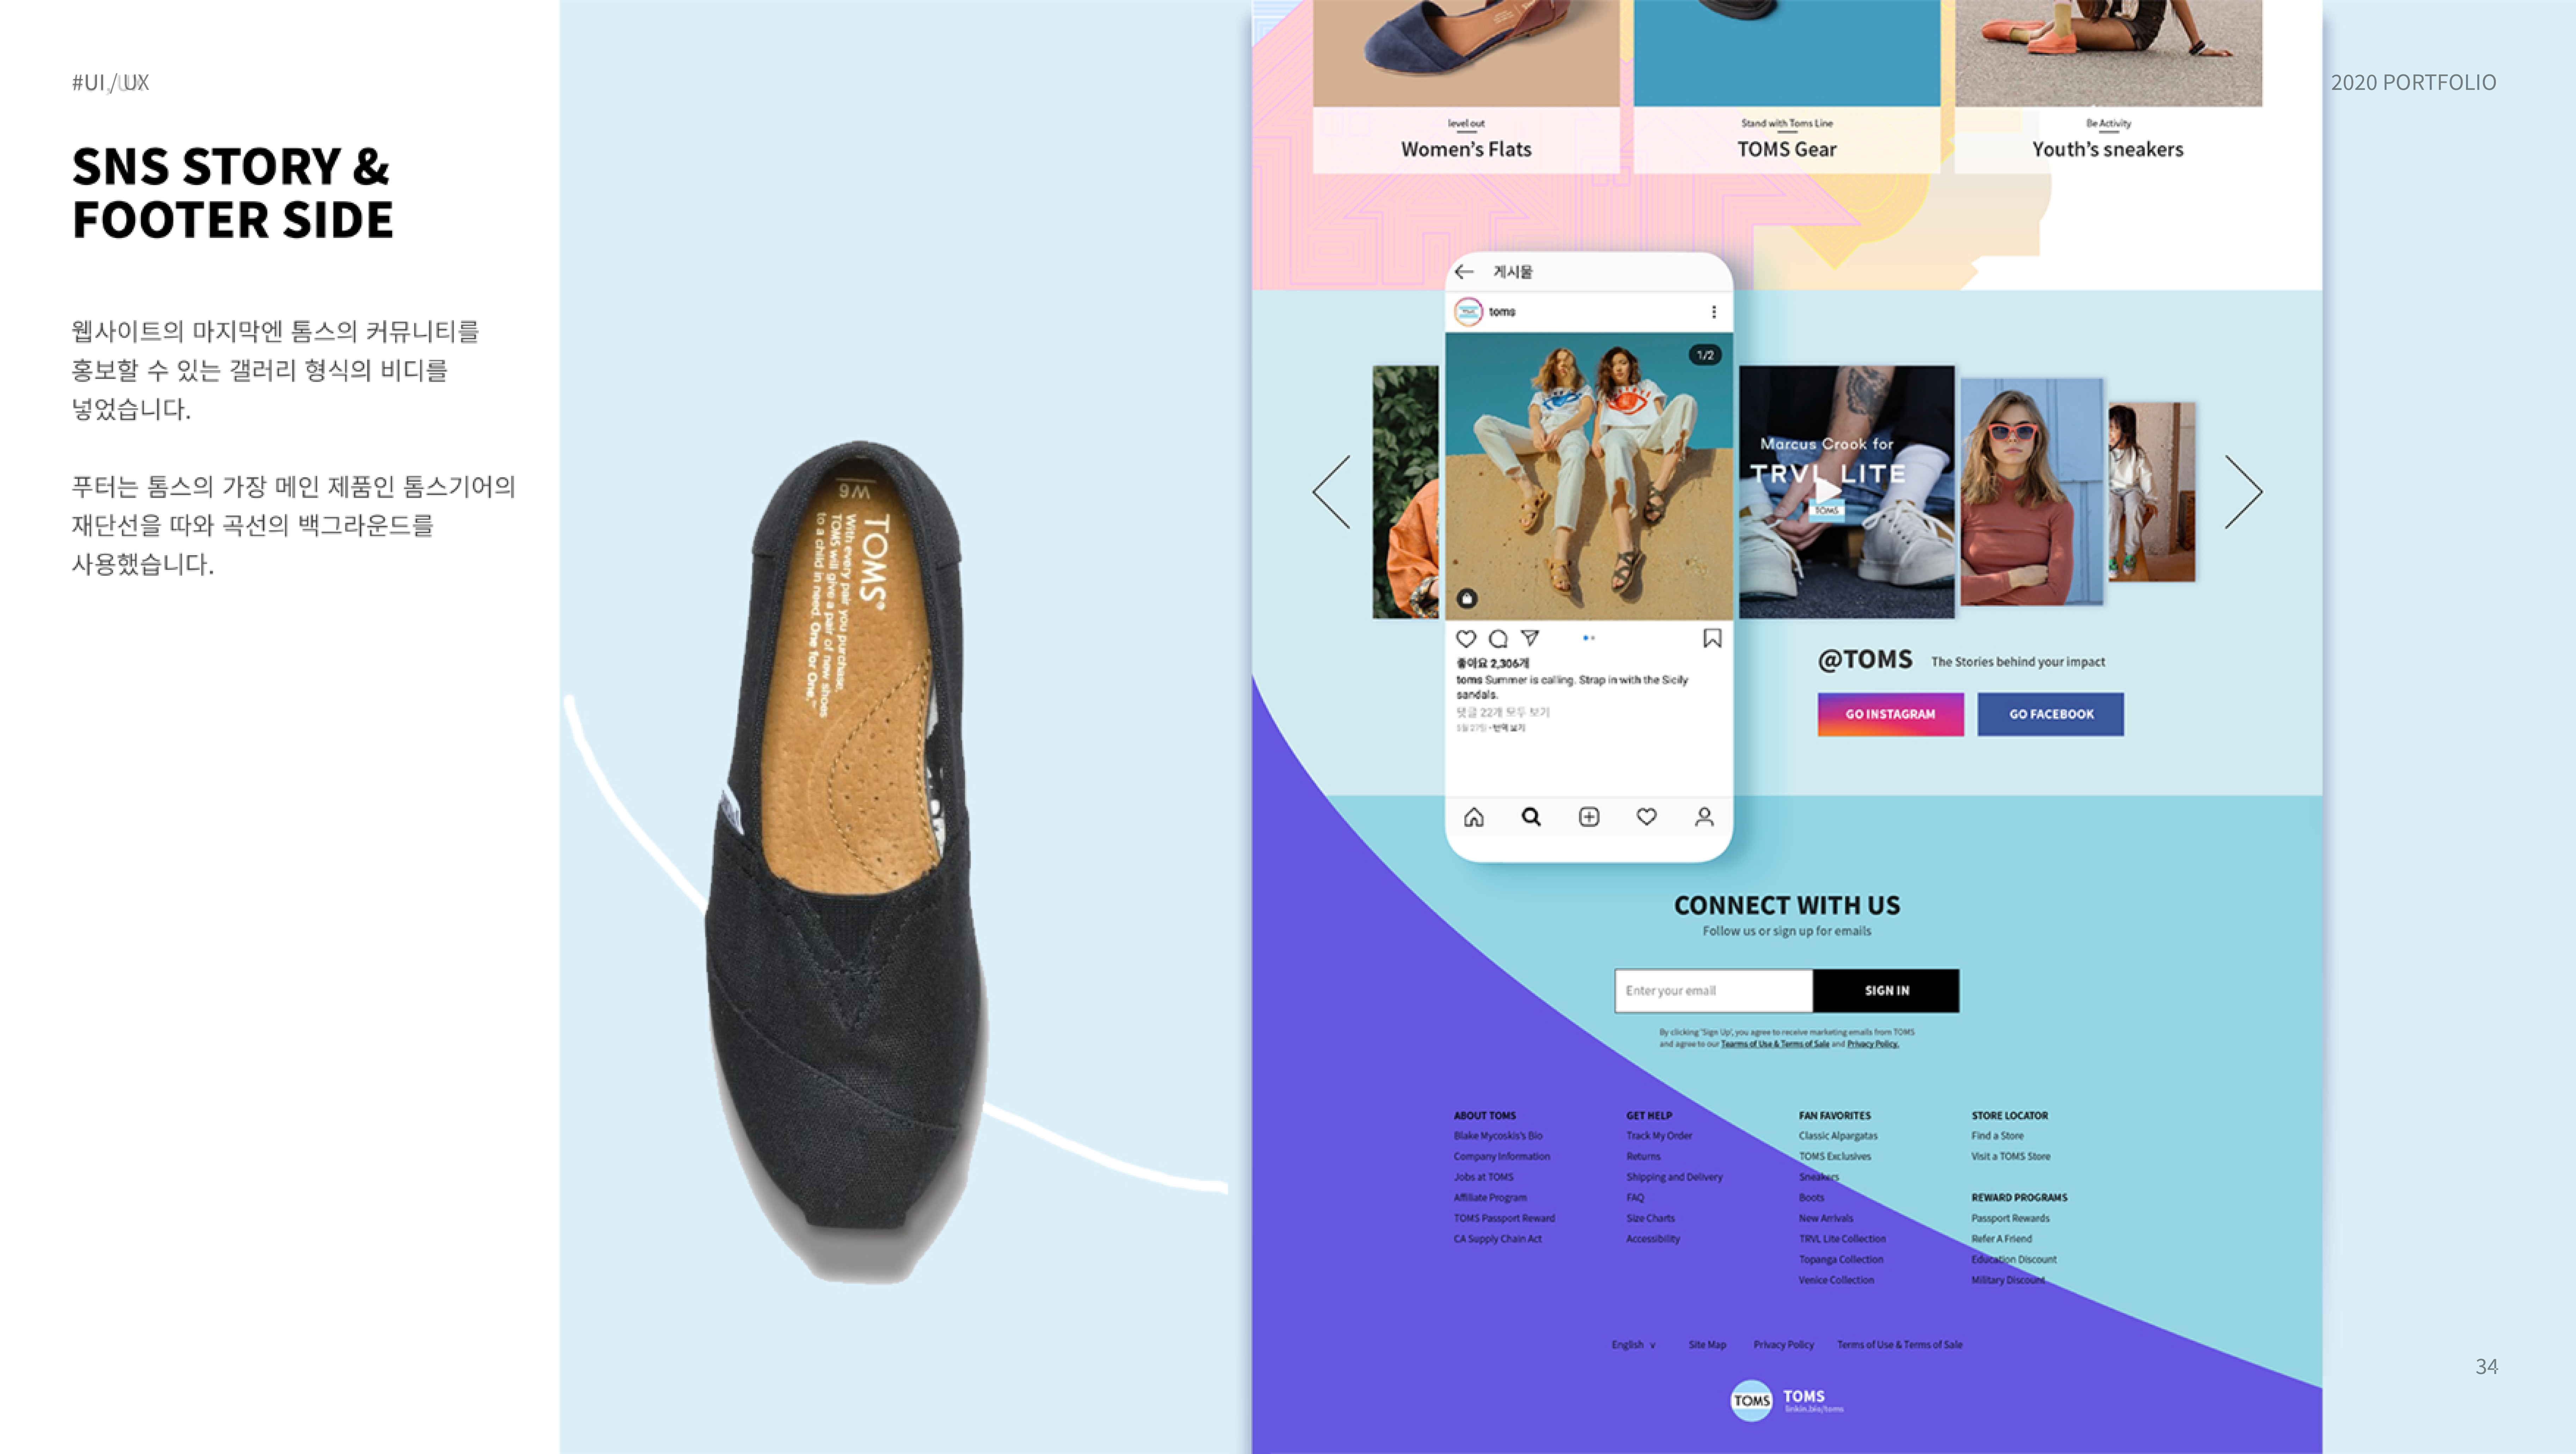 #UI/UX
2020 PORTFOLIO
SNS STORY &
FOOTER SIDE
웹사이트의 마지막엔 톰스의 커뮤니티를
홍보할 수 있는 갤러리 형식의 비디를
넣었습니다.
푸터는 톰스의 가장 메인 제품인 톰스기어의
재단선을 따와 곡선의 백그라운드를
사용했습니다.
W6
TOMS®
With every pair you purchase,
TOMS will give a pair of new shoes
to a child in need. One for One.™
level out
Women's Flats
Stand with Toms Line
TOMS Gear
Be Activity
Youth's sneakers
게시물
toms
1/2
좋아요 2,306개
toms Summer is calling. Strap in with the Sicily
sandals.
댓글 22개 모두 보기
5월 27일 · 번역 보기
Marcus Crook for
TRVL LITE
TOMS
@TOMS The Stories behind your impact
GO INSTAGRAM
GO FACEBOOK
CONNECT WITH US
Follow us or sign up for emails
Enter your email
SIGN IN
By clicking 'Sign Up', you agree to receive marketing emails from TOMS
and agree to our Tearms of Use & Terms of Sale and Privacy Policy.
ABOUT TOMS
Blake Mycoskis's Bio
Company Information
Jobs at TOMS
Affiliate Program
TOMS Passport Reward
CA Supply Chain Act
GET HELP
Track My Order
Returns
Shipping and Delivery
FAQ
Size Charts
Accessibility
FAN FAVORITES
Classic Alpargatas
TOMS Exclusives
Sneakers
Boots
New Arrivals
TRVL Lite Collection
Topanga Collection
Venice Collection
STORE LOCATOR
Find a Store
Visit a TOMS Store
REWARD PROGRAMS
Passport Rewards
Refer A Friend
Education Discount
Military Discount
English v
Site Map
Privacy Policy
Terms of Use & Terms of Sale
TOMS
TOMS
linkin.bio/toms
34